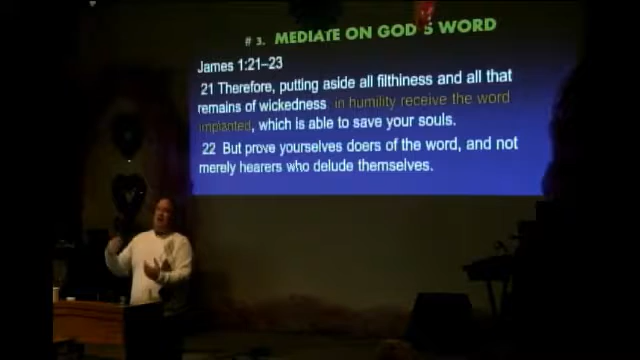 # 3. MEDIATE ON GOD'S WORD
James 1:21–23
21 Therefore, putting aside all filthiness and all that
remains of wickedness in humility receive the word
implanted, which is able to save your souls.
22 But prove yourselves doers of the word, and not
merely hearers who delude themselves.